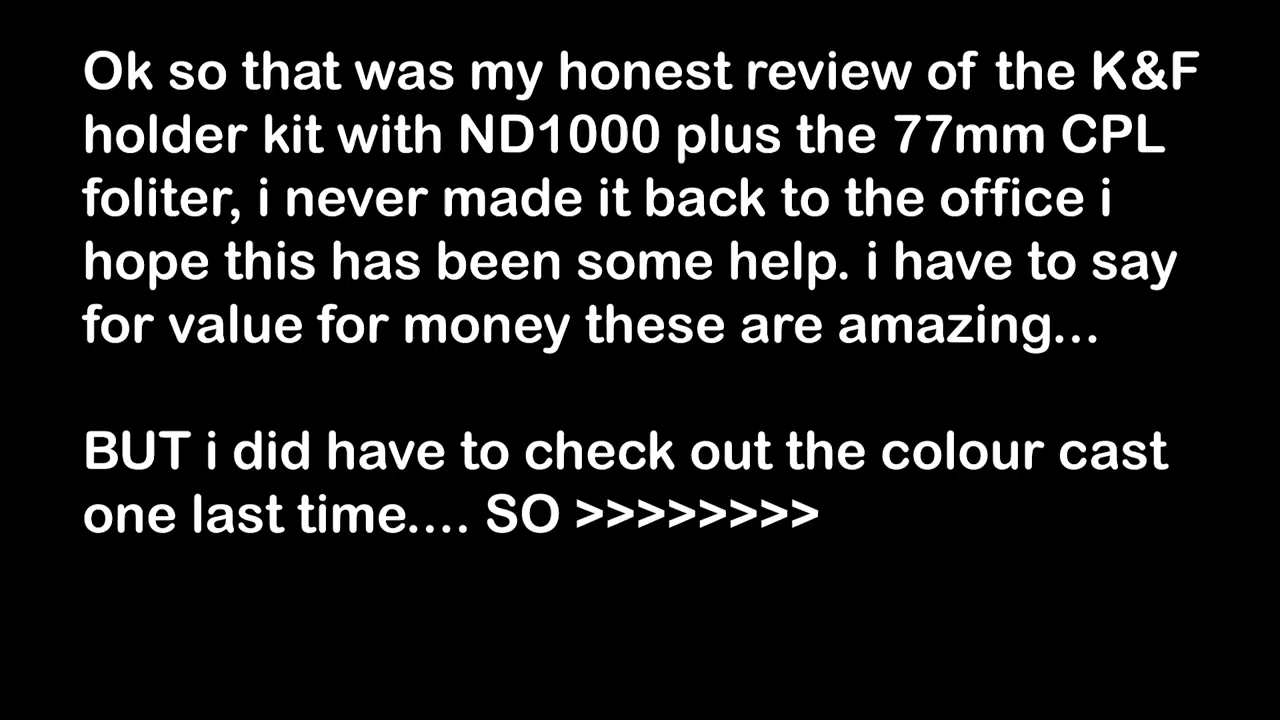 Ok so that was my honest review of the K&F
holder kit with ND1000 plus the 77mm CPL
foliter, i never made it back to the office i
hope this has been some help. i have to say
for value for money these are amazing...
BUT i did have to check out the colour cast
one last time.... SO >>>>>>>>